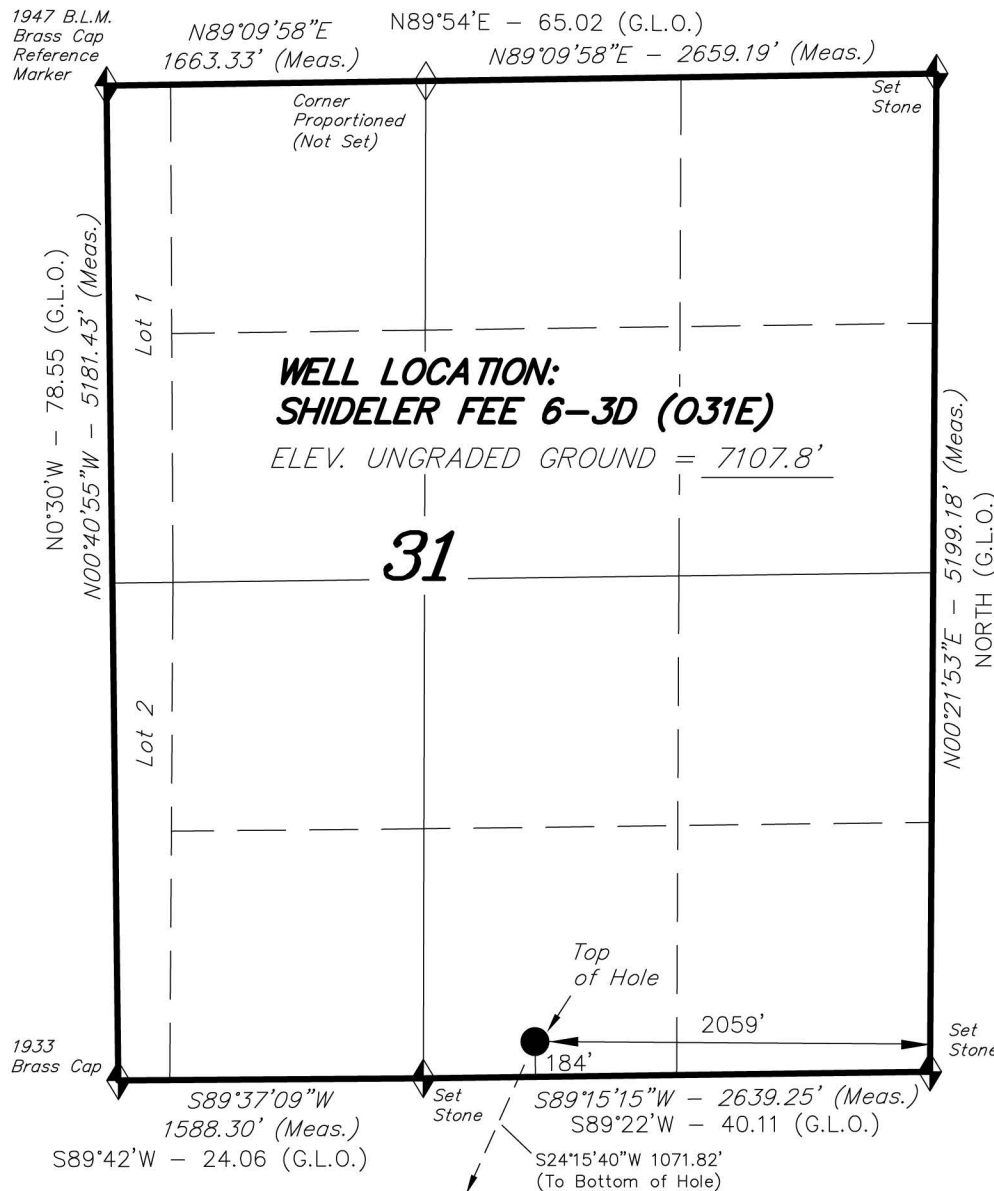 1947 B.L.M.
Brass Cap
Reference
Marker
N89°09'58"E
1663.33' (Meas.)
N89°54'E – 65.02 (G.L.O.)
N89°09'58"E – 2659.19' (Meas.)
Corner
Proportioned
(Not Set)
Set
Stone
N0°30'W – 78.55 (G.L.O.)
N00°40'55"W – 5181.43' (Meas.)
Lot 1
WELL LOCATION:
SHIDELER FEE 6–3D (O31E)
ELEV. UNGRADED GROUND = 7107.8'
31
N00°21'53"E – 5199.18' (Meas.)
NORTH (G.L.O.)
Lot 2
Top
of Hole
2059'
184'
1933
Brass Cap
Set
Stone
S89°37'09"W
1588.30' (Meas.)
S89°42'W – 24.06 (G.L.O.)
Set
Stone
S89°15'15"W – 2639.25' (Meas.)
S89°22'W – 40.11 (G.L.O.)
S24°15'40"W 1071.82'
(To Bottom of Hole)